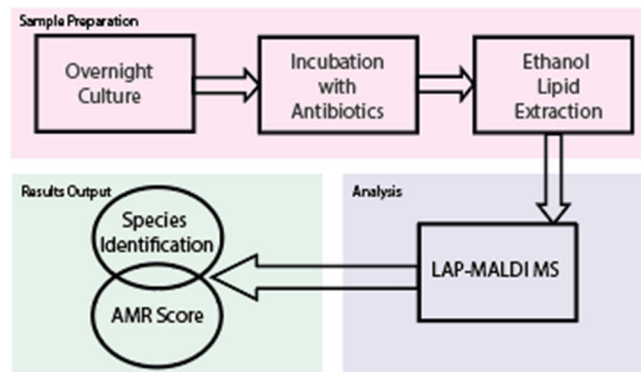 Sample Preparation
Overnight
Culture
Incubation
with
Antibiotics
Ethanol
Lipid
Extraction
Results Output
Species
Identification
AMR Score
Analysis
LAP-MALDI MS